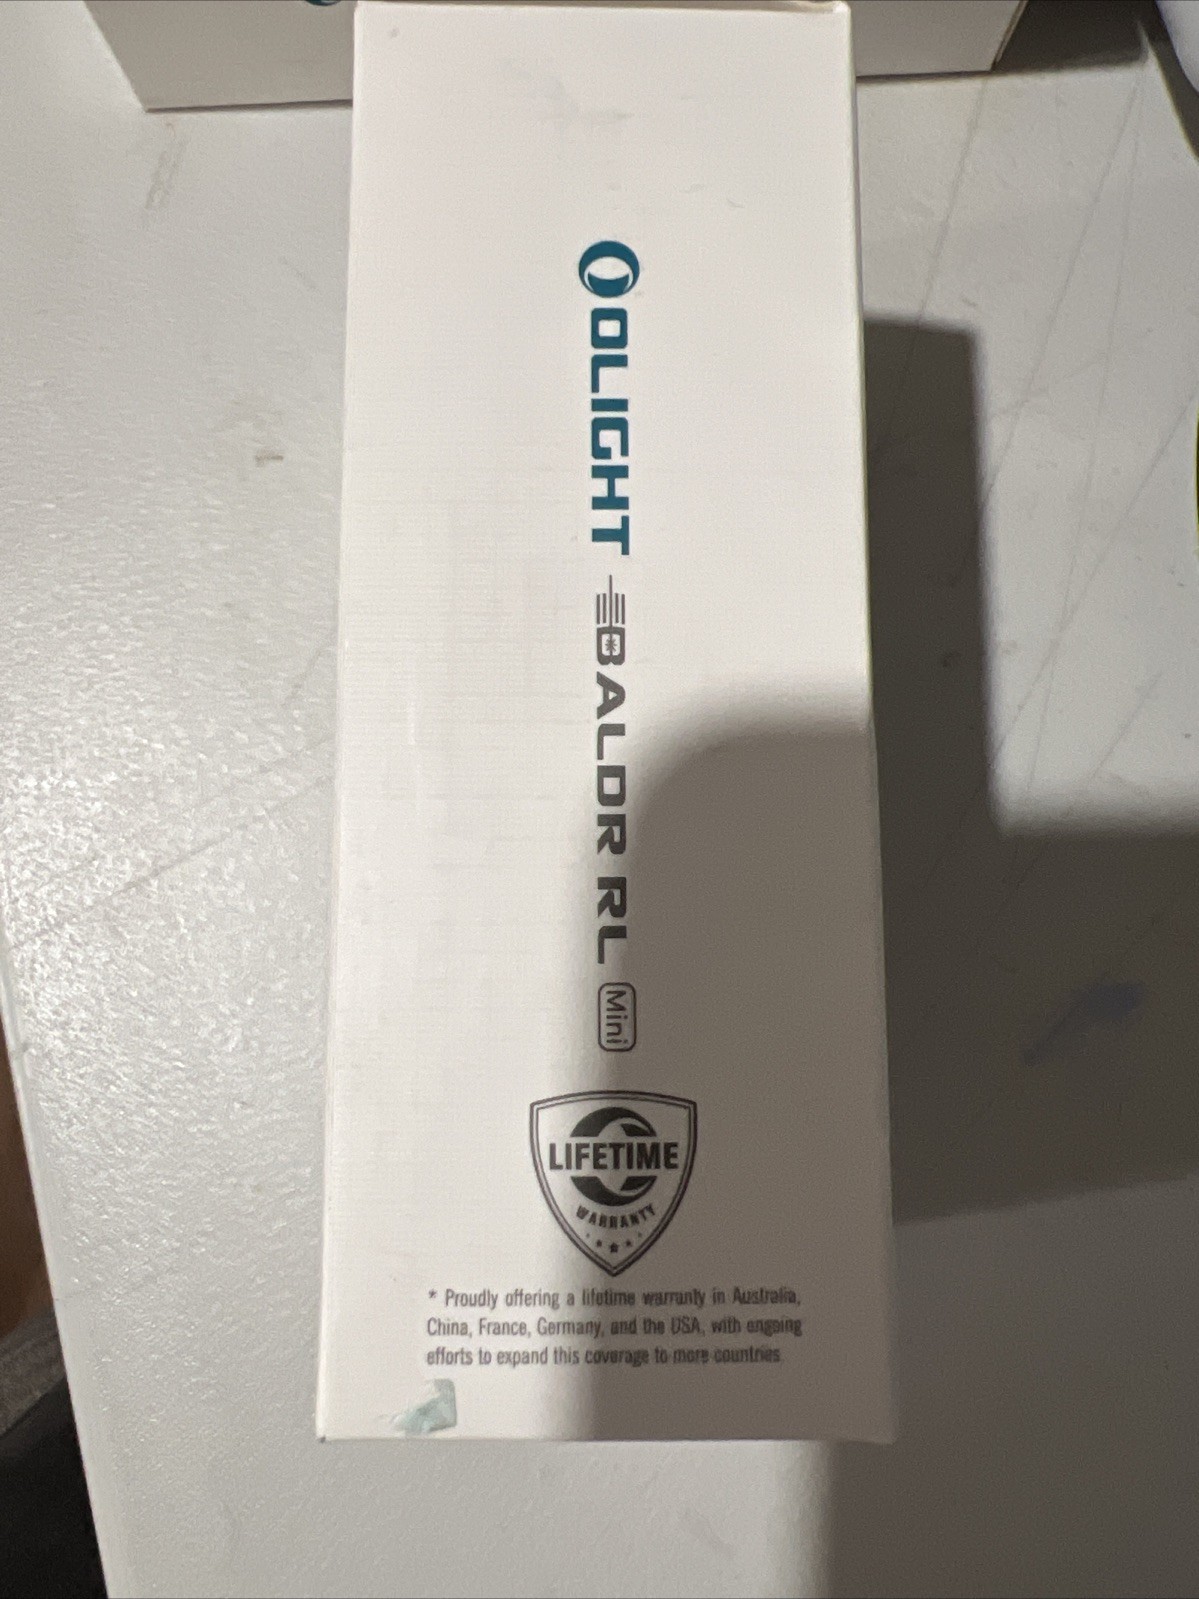 OLIGHT BALDR RL Mini
LIFETIME
WARRANTY
* Proudly offering a lifetime warranty in Australia,
China, France, Germany, and the USA, with ongoing
efforts to expand this coverage to more countries.